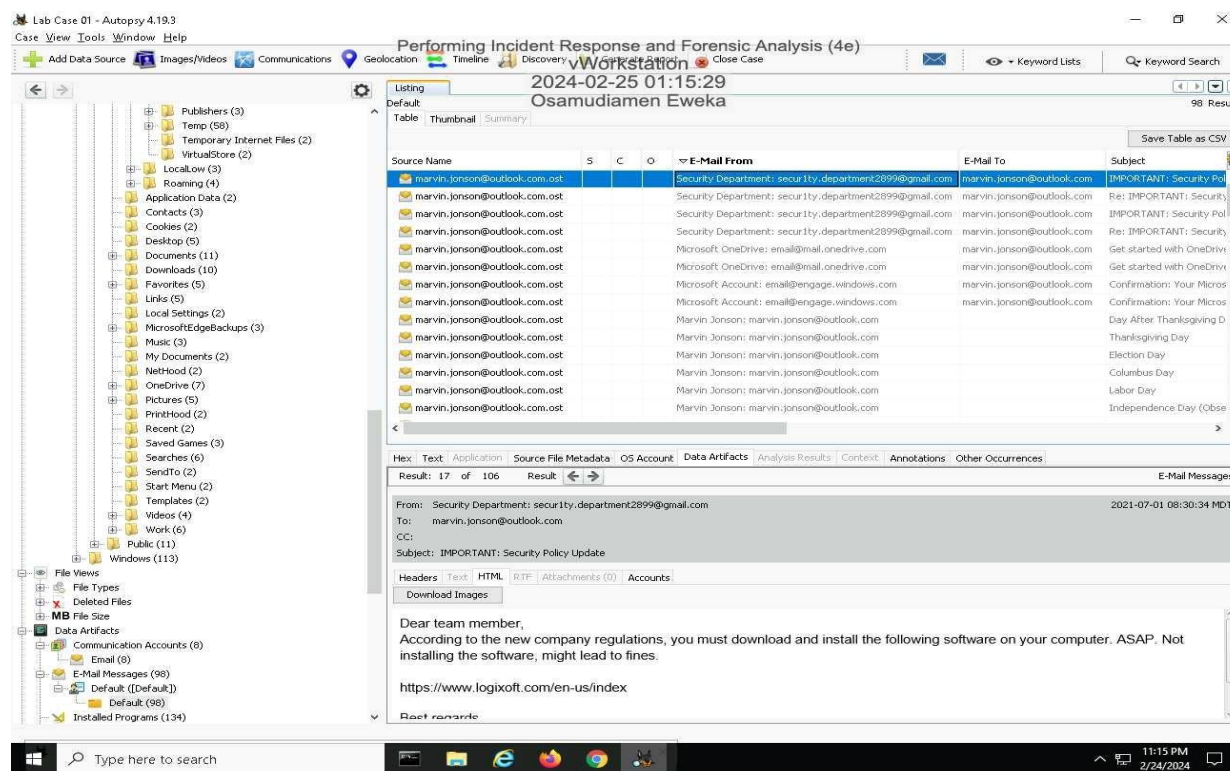 Lab Case 01 - Autopsy 4.19.3
Case View Tools Window Help
Performing Incident Response and Forensic Analysis (4e)
Add Data Source Images/Videos Communications Geolocation Timeline Discovery Generate Report Close Case Keyword Lists Keyword Search
vWorkstation
2024-02-25 01:15:29
Osamudiamen Eweka
Publishers (3)
Temp (58)
Temporary Internet Files (2)
VirtualStore (2)
LocalLow (3)
Roaming (4)
Application Data (2)
Contacts (3)
Cookies (2)
Desktop (5)
Documents (11)
Downloads (10)
Favorites (5)
Links (5)
Local Settings (2)
MicrosoftEdgeBackups (3)
Music (3)
My Documents (2)
NetHood (2)
OneDrive (7)
Pictures (5)
PrintHood (2)
Recent (2)
Saved Games (3)
Searches (6)
SendTo (2)
Start Menu (2)
Templates (2)
Videos (4)
Work (6)
Public (11)
Windows (113)
File Views
File Types
Deleted Files
MB File Size
Data Artifacts
Communication Accounts (8)
Email (8)
E-Mail Messages (98)
Default ([Default])
Default (98)
Installed Programs (134)
Listing
Default 98 Resu
Table Thumbnail Summary
Save Table as CSV
Source Name S C O E-Mail From E-Mail To Subject
marvin.jonson@outlook.com.ost Security Department: secur1ty.department2899@gmail.com marvin.jonson@outlook.com IMPORTANT: Security Pol
marvin.jonson@outlook.com.ost Security Department: secur1ty.department2899@gmail.com marvin.jonson@outlook.com Re: IMPORTANT: Security
marvin.jonson@outlook.com.ost Security Department: secur1ty.department2899@gmail.com marvin.jonson@outlook.com IMPORTANT: Security Pol
marvin.jonson@outlook.com.ost Security Department: secur1ty.department2899@gmail.com marvin.jonson@outlook.com Re: IMPORTANT: Security
marvin.jonson@outlook.com.ost Microsoft OneDrive: email@mail.onedrive.com marvin.jonson@outlook.com Get started with OneDrive
marvin.jonson@outlook.com.ost Microsoft OneDrive: email@mail.onedrive.com marvin.jonson@outlook.com Get started with OneDrive
marvin.jonson@outlook.com.ost Microsoft Account: email@engage.windows.com marvin.jonson@outlook.com Confirmation: Your Micros
marvin.jonson@outlook.com.ost Microsoft Account: email@engage.windows.com marvin.jonson@outlook.com Confirmation: Your Micros
marvin.jonson@outlook.com.ost Marvin Jonson: marvin.jonson@outlook.com Day After Thanksgiving D
marvin.jonson@outlook.com.ost Marvin Jonson: marvin.jonson@outlook.com Thanksgiving Day
marvin.jonson@outlook.com.ost Marvin Jonson: marvin.jonson@outlook.com Election Day
marvin.jonson@outlook.com.ost Marvin Jonson: marvin.jonson@outlook.com Columbus Day
marvin.jonson@outlook.com.ost Marvin Jonson: marvin.jonson@outlook.com Labor Day
marvin.jonson@outlook.com.ost Marvin Jonson: marvin.jonson@outlook.com Independence Day (Obse
Hex Text Application Source File Metadata OS Account Data Artifacts Analysis Results Context Annotations Other Occurrences
Result: 17 of 106 Result E-Mail Messages
From: Security Department: secur1ty.department2899@gmail.com 2021-07-01 08:30:34 MDT
To: marvin.jonson@outlook.com
CC:
Subject: IMPORTANT: Security Policy Update
Headers Text HTML RTF Attachments (0) Accounts
Download Images
Dear team member,
According to the new company regulations, you must download and install the following software on your computer. ASAP. Not
installing the software, might lead to fines.
https://www.logixoft.com/en-us/index
Best regards
Type here to search
11:15 PM
2/24/2024